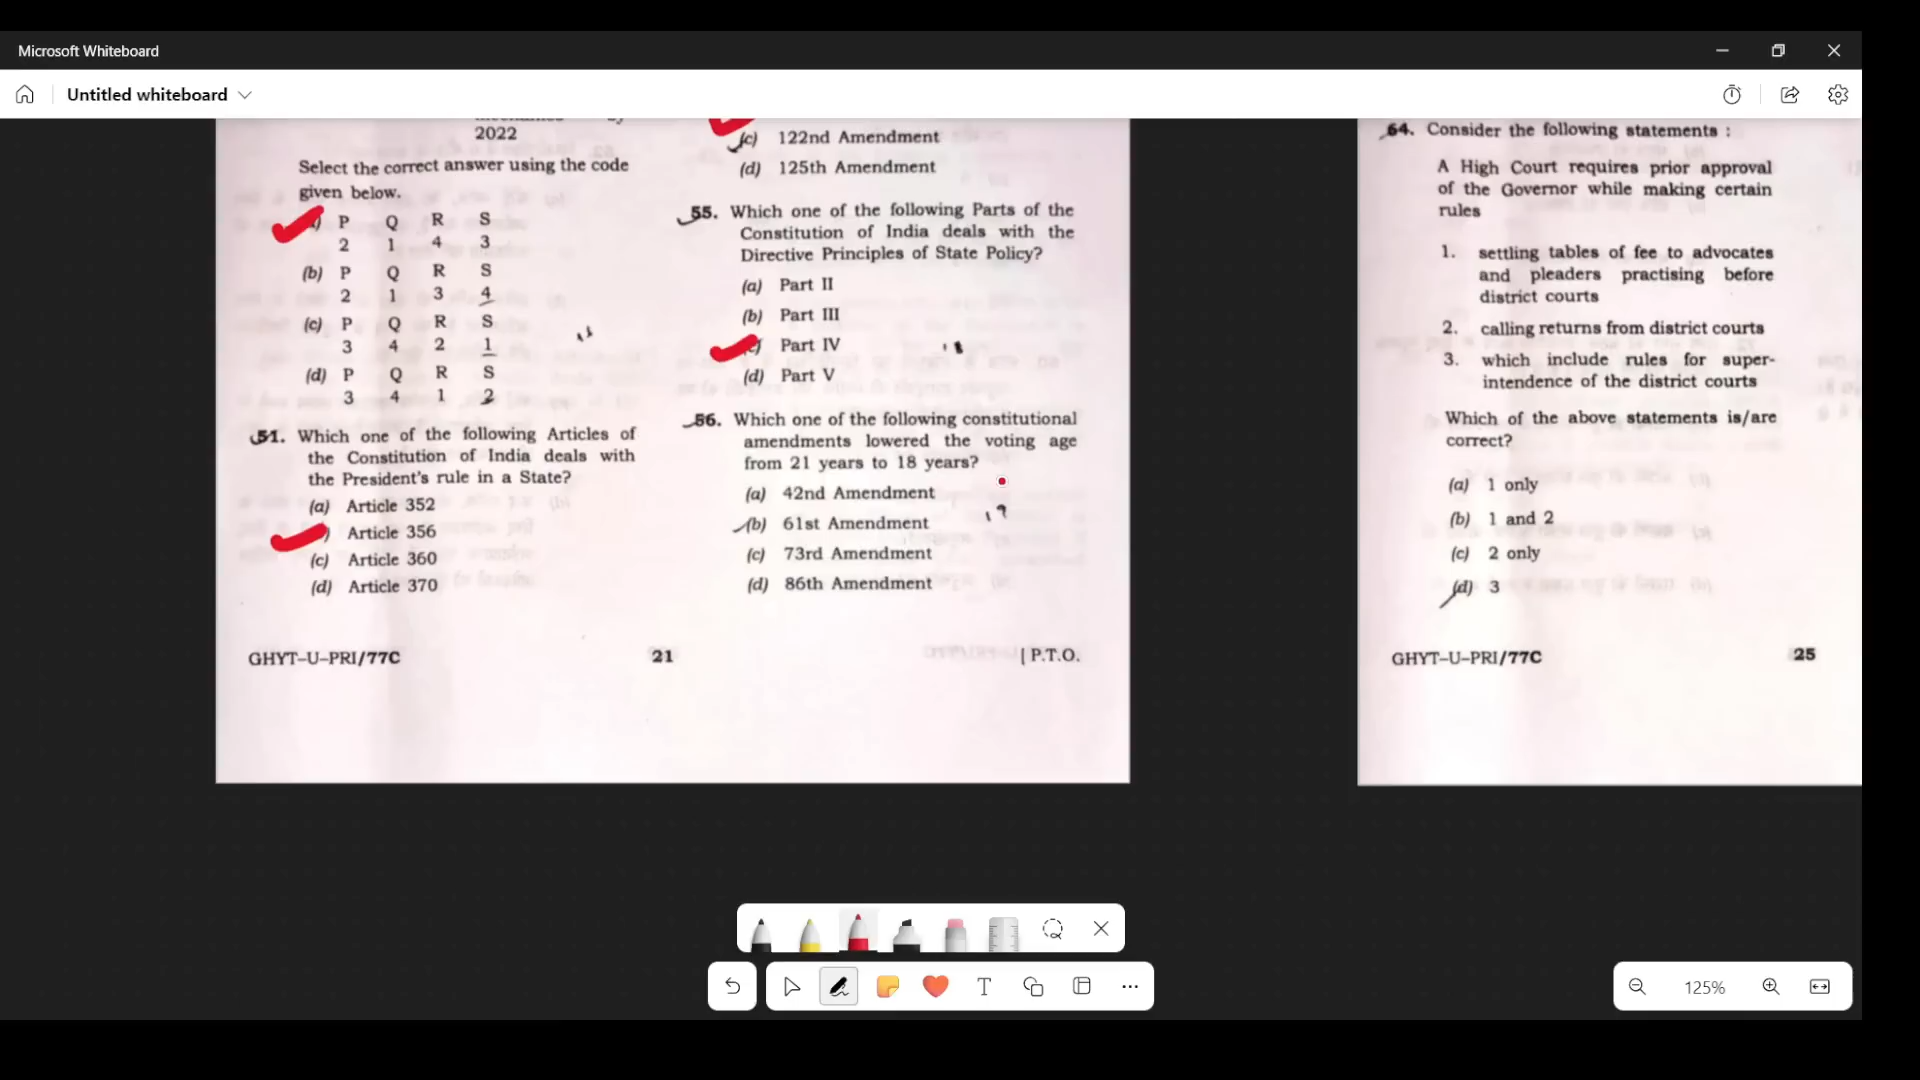 Microsoft Whiteboard
Untitled whiteboard
2022
Select the correct answer using the code
given below.
P Q R S
2 1 4 3
(b) P Q R S
2 1 3 4
(c) P Q R S
3 4 2 1
(d) P Q R S
3 4 1 2
51. Which one of the following Articles of
the Constitution of India deals with
the President's rule in a State?
(a) Article 352
Article 356
(c) Article 360
(d) Article 370
GHYT-U-PRI/77C
21
(c) 122nd Amendment
(d) 125th Amendment
55. Which one of the following Parts of the
Constitution of India deals with the
Directive Principles of State Policy?
(a) Part II
(b) Part III
Part IV
(d) Part V
56. Which one of the following constitutional
amendments lowered the voting age
from 21 years to 18 years?
(a) 42nd Amendment
(b) 61st Amendment
(c) 73rd Amendment
(d) 86th Amendment
[ P.T.O.
64. Consider the following statements :
A High Court requires prior approval
of the Governor while making certain
rules
1. settling tables of fee to advocates
and pleaders practising before
district courts
2. calling returns from district courts
3. which include rules for super-
intendence of the district courts
Which of the above statements is/are
correct?
(a) 1 only
(b) 1 and 2
(c) 2 only
(d) 3
GHYT-U-PRI/77C
25
125%